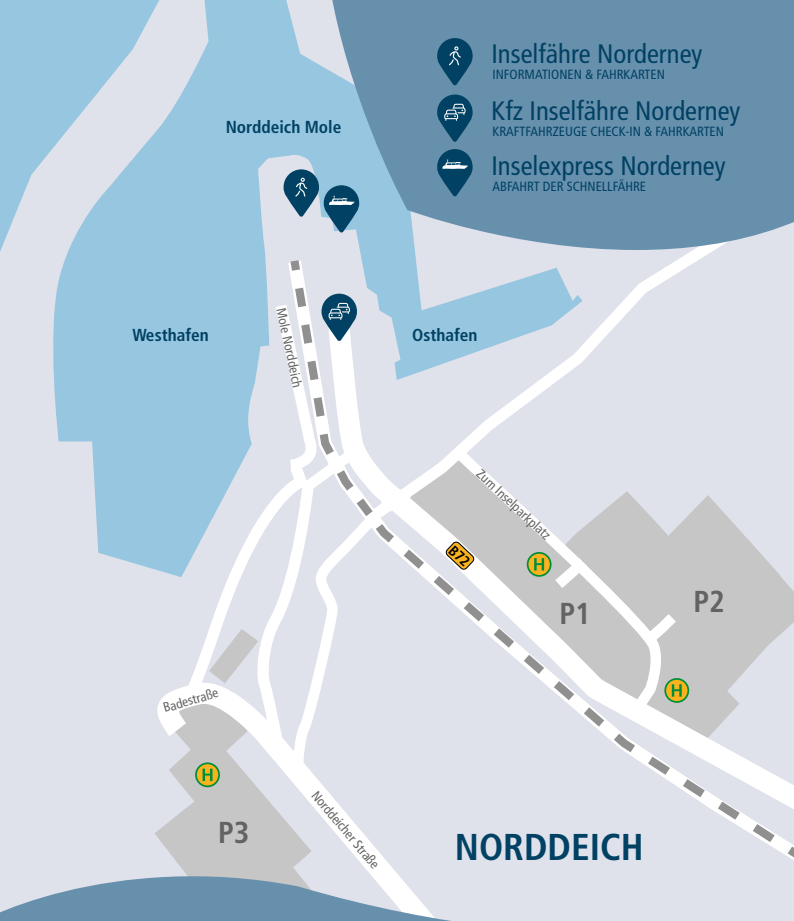 Inselfähre Norderney
INFORMATIONEN & FAHRKARTEN
Kfz Inselfähre Norderney
KRAFTFAHRZEUGE CHECK-IN & FAHRKARTEN
Inselexpress Norderney
ABFAHRT DER SCHNELLFÄHRE
Norddeich Mole
Westhafen
Mole Norddeich
Osthafen
Zum Inselparkplatz
B72
H
P1
P2
H
Badestraße
H
P3
Norddeicher Straße
NORDDEICH